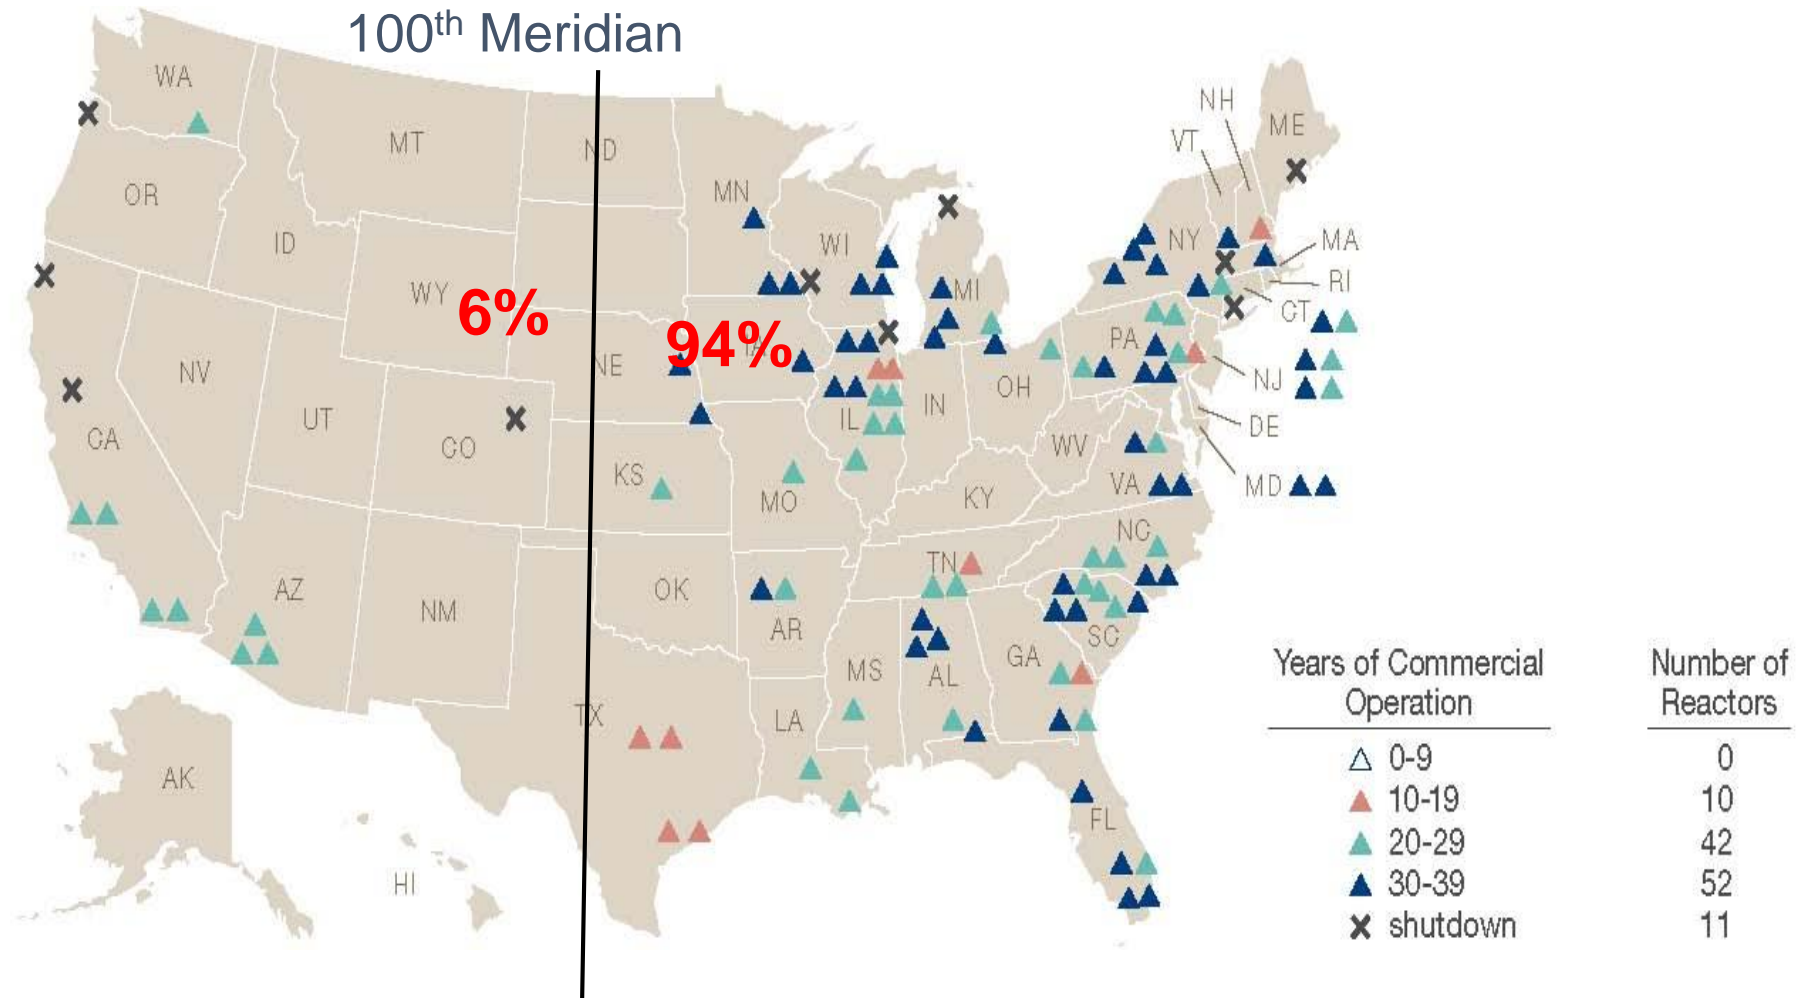 100th Meridian
WA
MT
ND
OR
MN
ID
WI
WY
6%
94%
IA
NE
NV
UT
CO
CA
KS
MO
IL
IN
OH
MI
PA
NY
VT
NH
ME
MA
RI
CT
NJ
DE
MD
WV
VA
KY
NC
TN
SC
AZ
NM
OK
AR
TX
LA
MS
AL
GA
FL
AK
HI
Years of Commercial Operation
Number of Reactors
0-9 0
10-19 10
20-29 42
30-39 52
shutdown 11